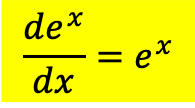 de^x/dx = e^x